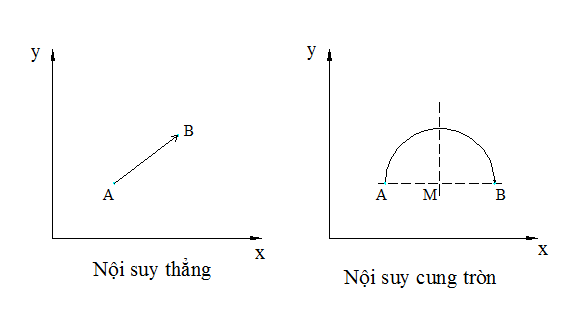 y
B
A
x
Nội suy thẳng
y
A
M
B
x
Nội suy cung tròn